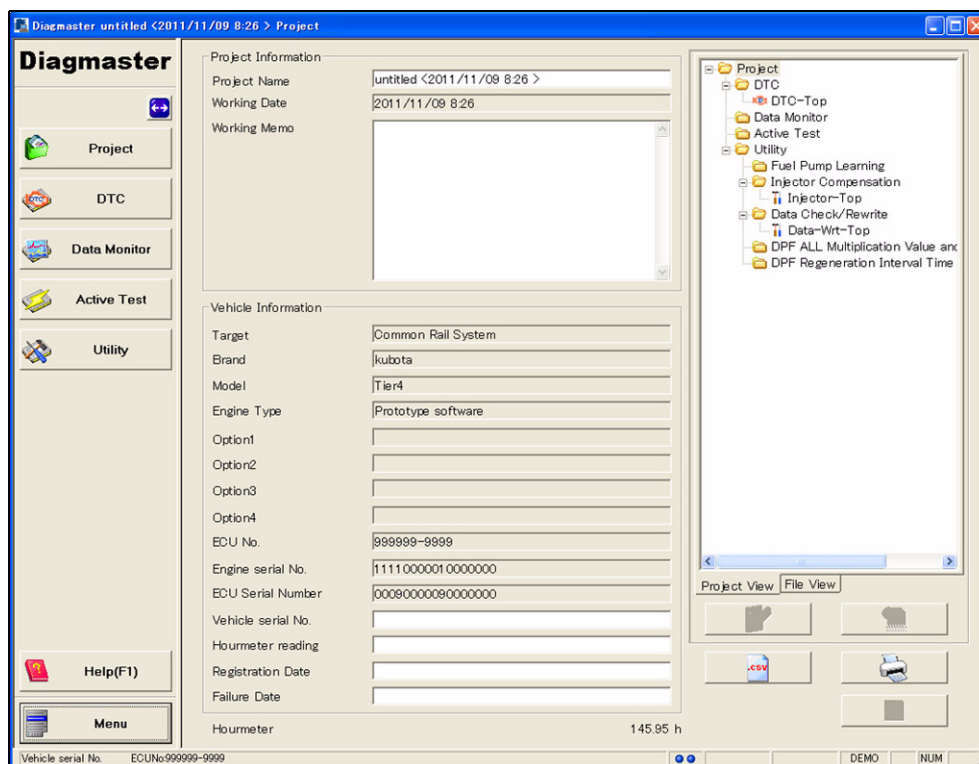 Diagmaster untitled <2011/11/09 8:26 > Project
Diagmaster
Project
DTC
Data Monitor
Active Test
Utility
Help(F1)
Menu
Project Information
Project Name untitled <2011/11/09 8:26 >
Working Date 2011/11/09 8:26
Working Memo
Vehicle Information
Target Common Rail System
Brand kubota
Model Tier4
Engine Type Prototype software
Option1
Option2
Option3
Option4
ECU No. 999999-9999
Engine serial No. 11110000010000000
ECU Serial Number 00090000090000000
Vehicle serial No.
Hourmeter reading
Registration Date
Failure Date
Hourmeter 145.95 h
Project
DTC
DTC-Top
Data Monitor
Active Test
Utility
Fuel Pump Learning
Injector Compensation
Injector-Top
Data Check/Rewrite
Data-Wrt-Top
DPF ALL Multiplication Value and
DPF Regeneration Interval Time
Project View File View
.csv
Vehicle serial No. ECUNo:999999-9999 DEMO NUM